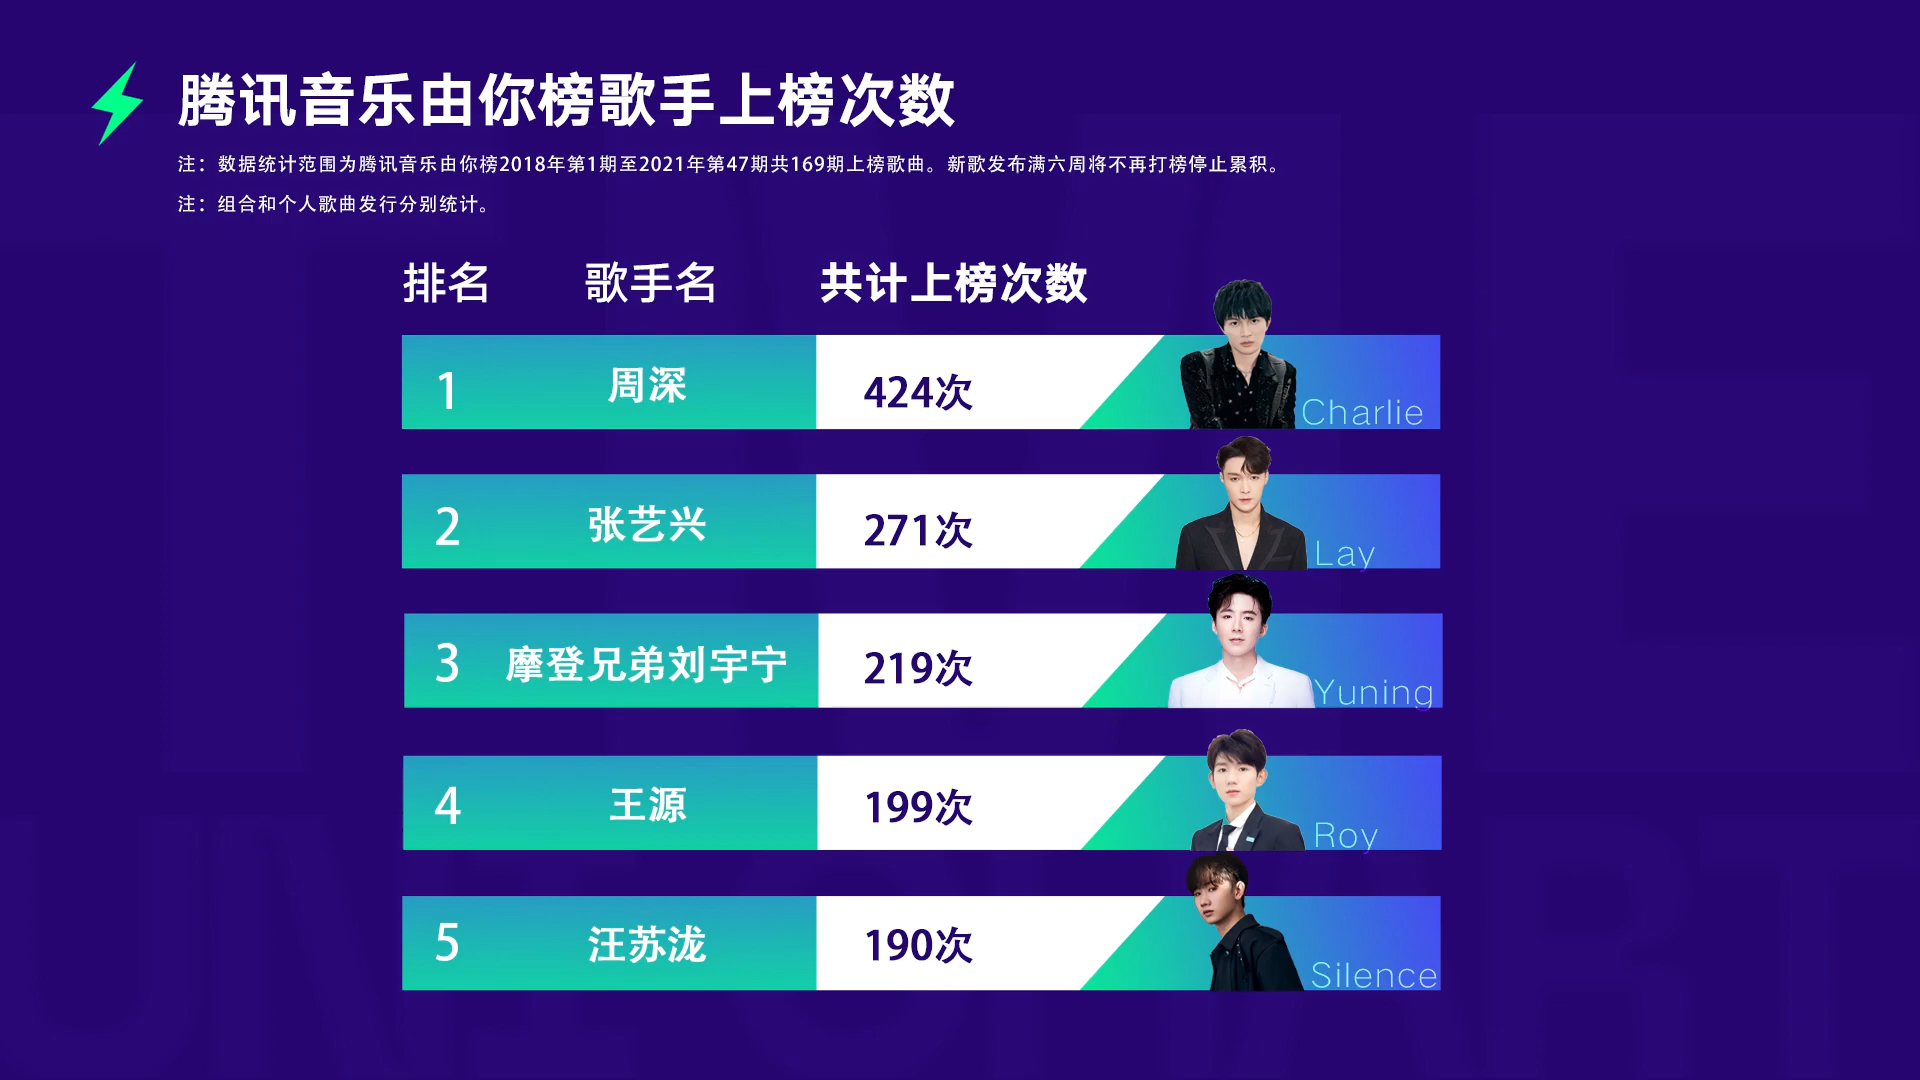 腾讯音乐由你榜歌手上榜次数
注：数据统计范围为腾讯音乐由你榜2018年第1期至2021年第47期共169期上榜歌曲。新歌发布满六周将不再打榜停止累积。
注：组合和个人歌曲发行分别统计。
排名 歌手名 共计上榜次数
1 周深 424次 Charlie
2 张艺兴 271次 Lay
3 摩登兄弟刘宇宁 219次 Yuning
4 王源 199次 Roy
5 汪苏泷 190次 Silence
TME
UNI CHART